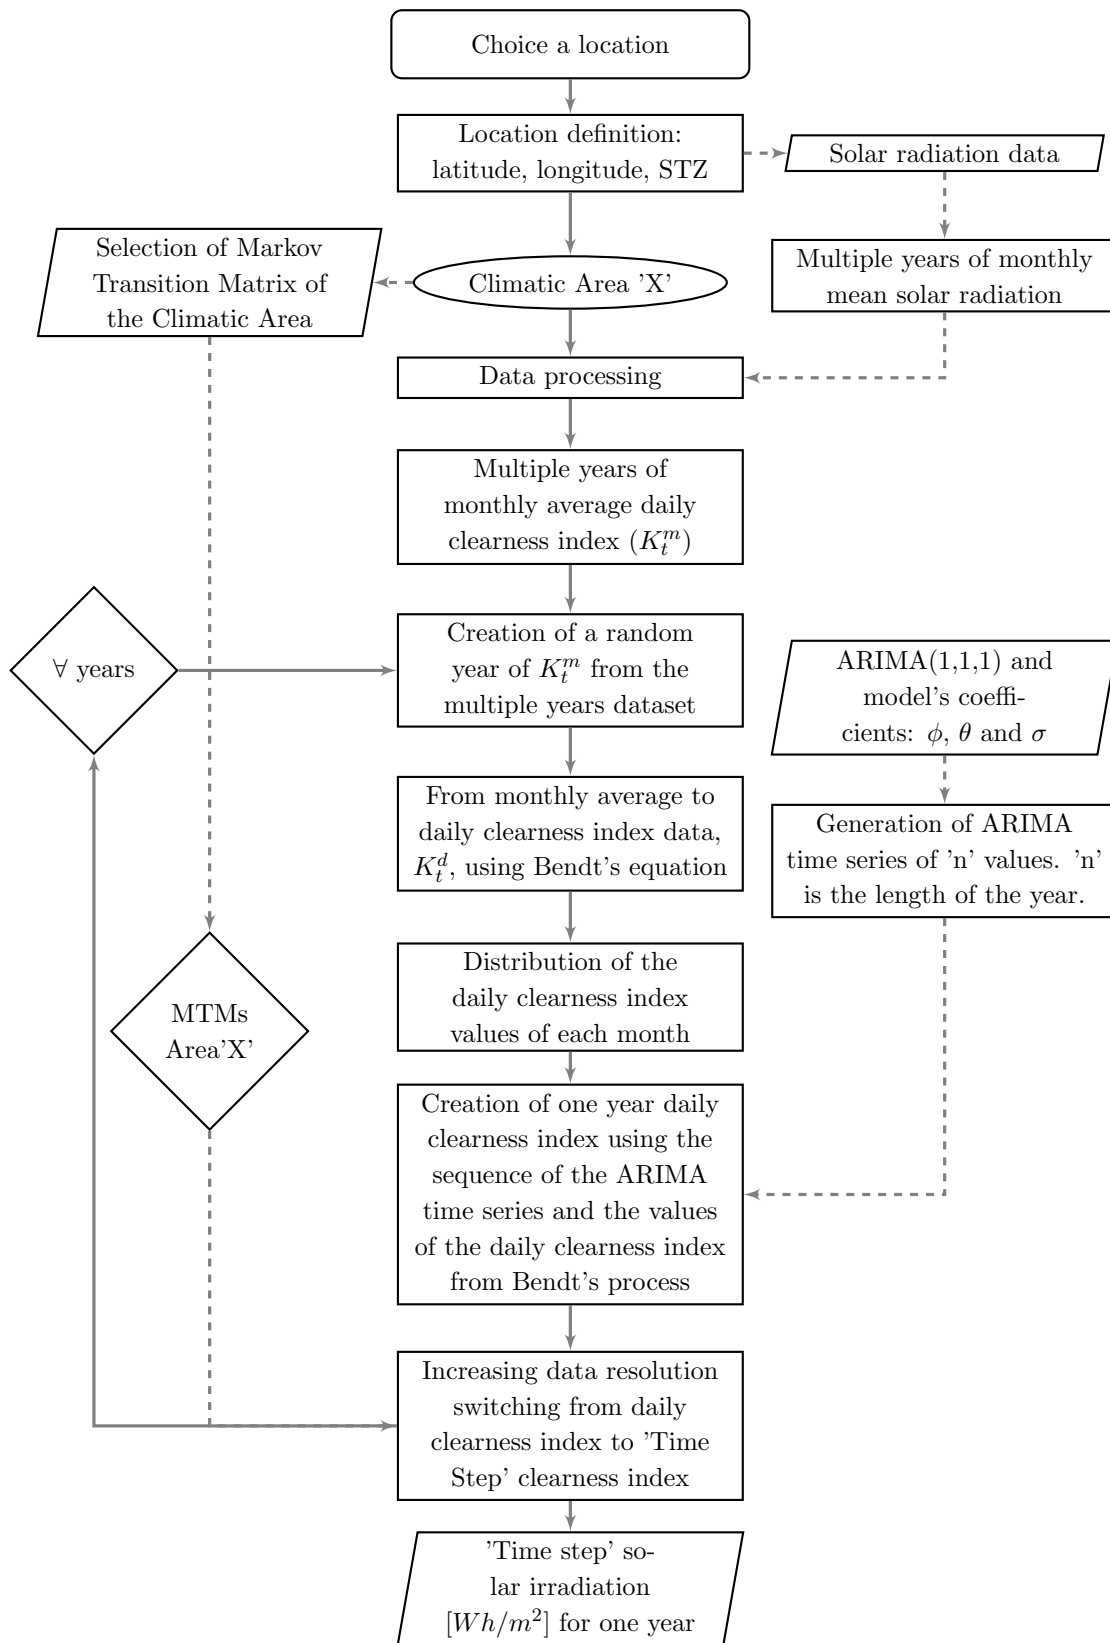 Choice a location
Location definition:
latitude, longitude, STZ
Solar radiation data
Selection of Markov
Transition Matrix of
the Climatic Area
Climatic Area 'X'
Multiple years of monthly
mean solar radiation
Data processing
Multiple years of
monthly average daily
clearness index ($K_t^m$)
∀ years
Creation of a random
year of $K_t^m$ from the
multiple years dataset
ARIMA(1,1,1) and
model's coeffi-
cients: ϕ, θ and σ
From monthly average to
daily clearness index data,
$K_t^d$, using Bendt's equation
Generation of ARIMA
time series of 'n' values. 'n'
is the length of the year.
Distribution of the
daily clearness index
values of each month
MTMs
Area'X'
Creation of one year daily
clearness index using the
sequence of the ARIMA
time series and the values
of the daily clearness index
from Bendt's process
Increasing data resolution
switching from daily
clearness index to 'Time
Step' clearness index
'Time step' so-
lar irradiation
[$Wh/m^2$] for one year